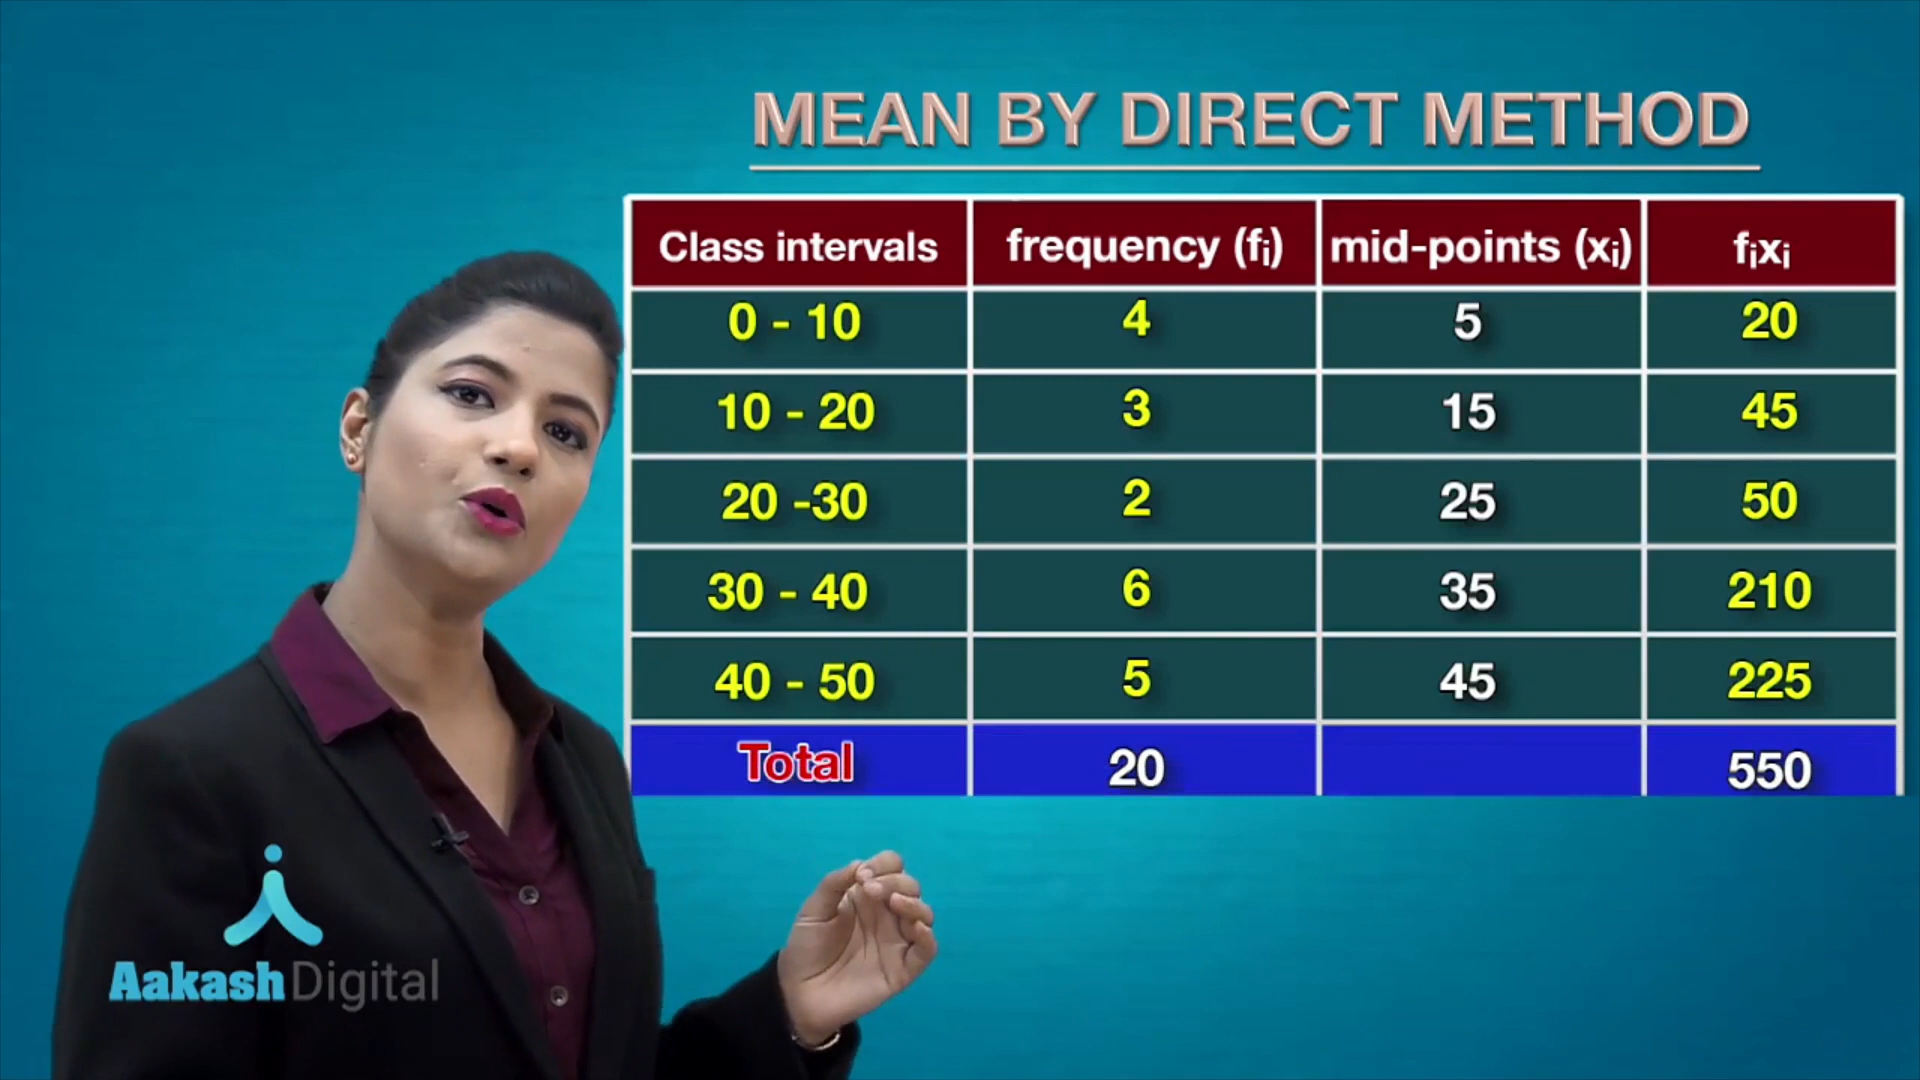 MEAN BY DIRECT METHOD
Class intervals frequency (fi) mid-points (xi) fixi
0 - 10 4 5 20
10 - 20 3 15 45
20 -30 2 25 50
30 - 40 6 35 210
40 - 50 5 45 225
Total 20 550
AakashDigital